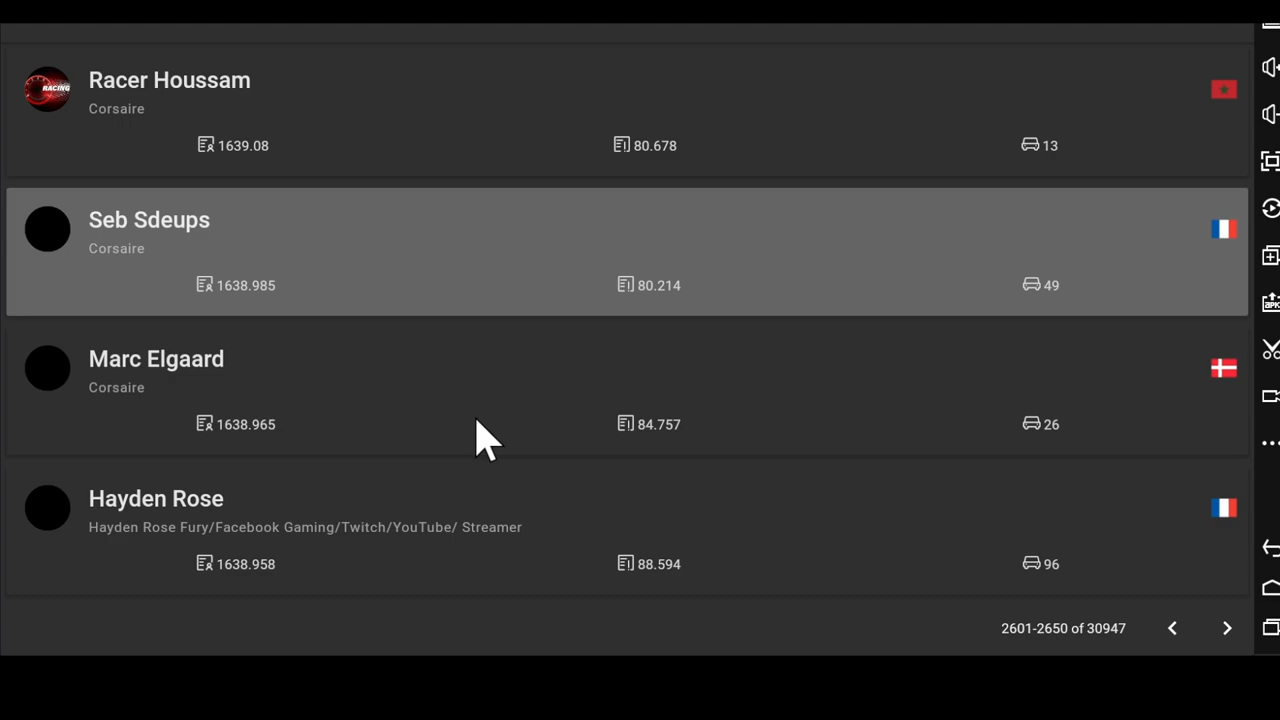 RACING
Racer Houssam
Corsaire
1639.08 80.678 13
Seb Sdeups
Corsaire
1638.985 80.214 49
Marc Elgaard
Corsaire
1638.965 84.757 26
Hayden Rose
Hayden Rose Fury/Facebook Gaming/Twitch/YouTube/ Streamer
1638.958 88.594 96
2601-2650 of 30947
APK